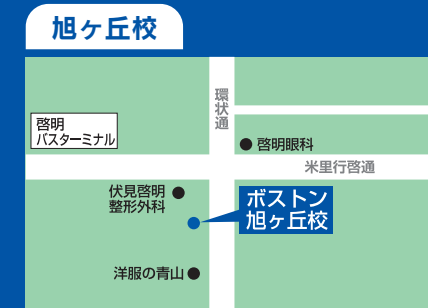 旭ヶ丘校
環状通
啓明
バスターミナル
啓明眼科
米里行啓通
伏見啓明
整形外科
ボストン
旭ヶ丘校
洋服の青山